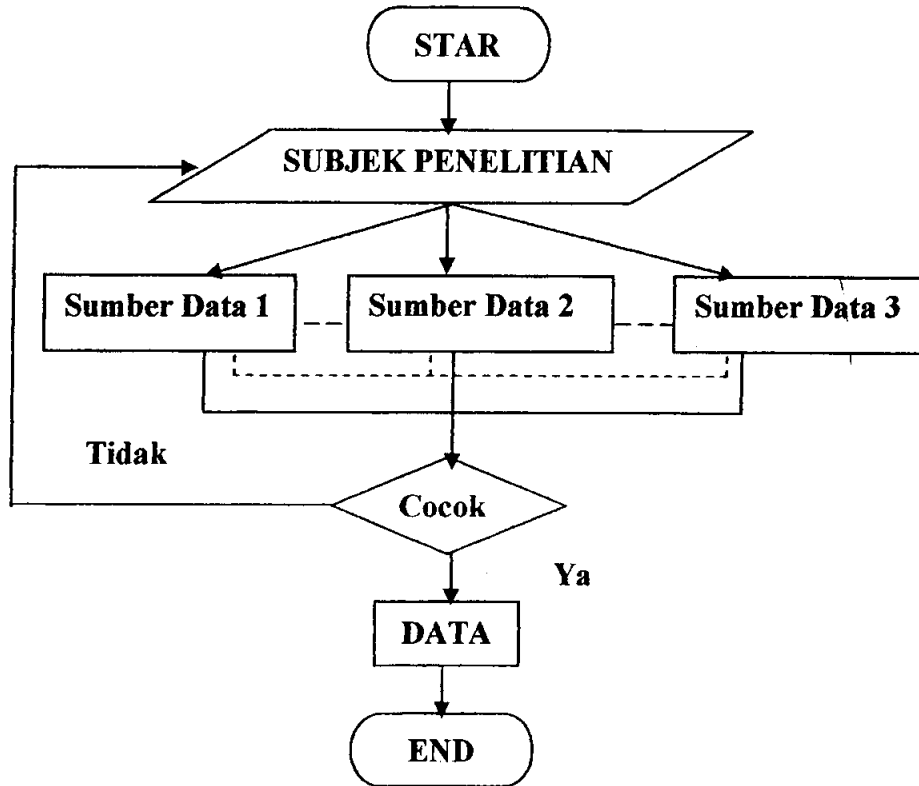 STAR
SUBJEK PENELITIAN
Sumber Data 1
Sumber Data 2
Sumber Data 3
Tidak
Cocok
Ya
DATA
END